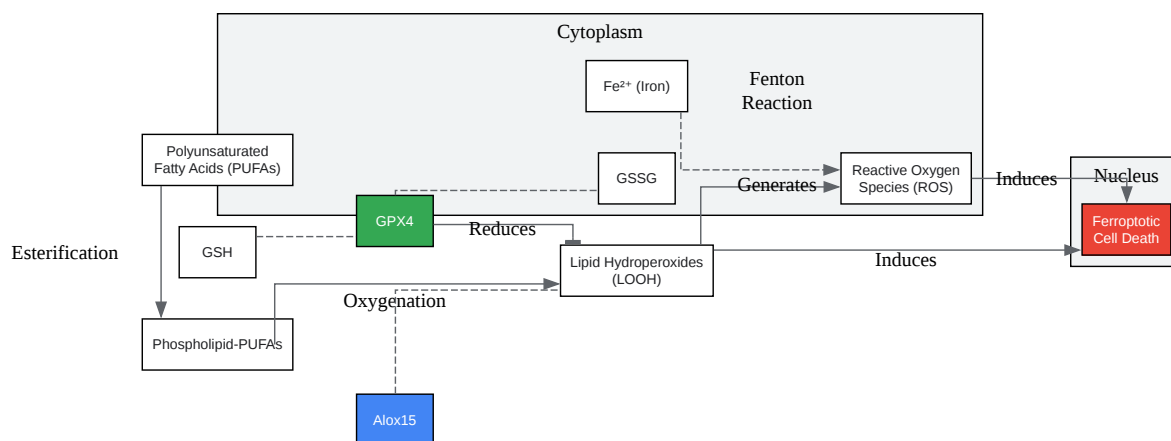 Cytoplasm
Fe²⁺ (Iron)
Fenton
Reaction
Polyunsaturated
Fatty Acids (PUFAs)
GSSG
Reactive Oxygen
Species (ROS)
Generates
Induces
Nucleus
GPX4
Reduces
Ferroptotic
Cell Death
Esterification
GSH
Lipid Hydroperoxides
(LOOH)
Induces
Oxygenation
Phospholipid-PUFAs
Alox15